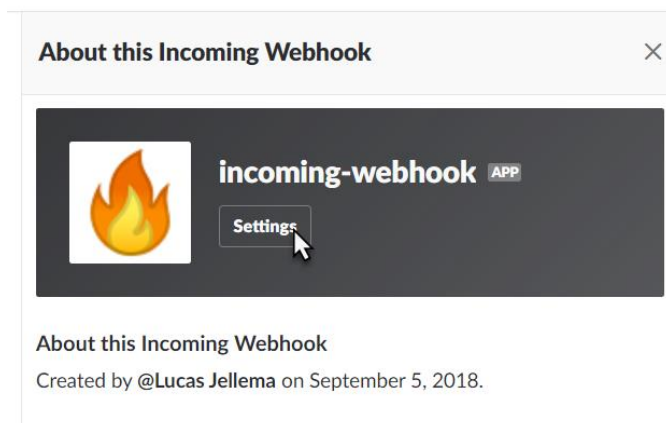 About this Incoming Webhook
incoming-webhook APP
Settings
About this Incoming Webhook
Created by @Lucas Jellema on September 5, 2018.